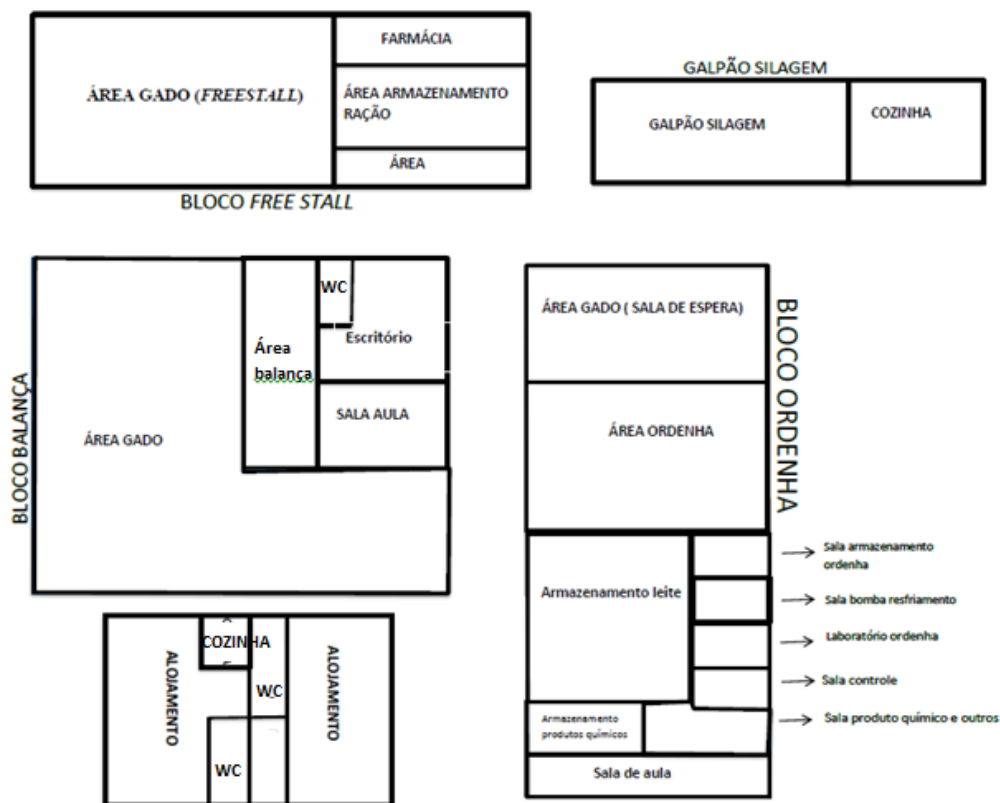 FARMÁCIA
ÁREA GADO (FREESTALL)
ÁREA ARMAZENAMENTO
RAÇÃO
ÁREA
BLOCO FREE STALL
GALPÃO SILAGEM
GALPÃO SILAGEM
COZINHA
BLOCO BALANÇA
ÁREA GADO
Área
balança
WC
Escritório
SALA AULA
ALOJAMENTO
COZINHA
WC
WC
ALOJAMENTO
BLOCO ORDENHA
ÁREA GADO ( SALA DE ESPERA)
ÁREA ORDENHA
Armazenamento leite
Sala armazenamento
ordenha
Sala bomba resfriamento
Laboratório ordenha
Sala controle
Sala produto químico e outros
Armazenamento
produtos químicos
Sala de aula